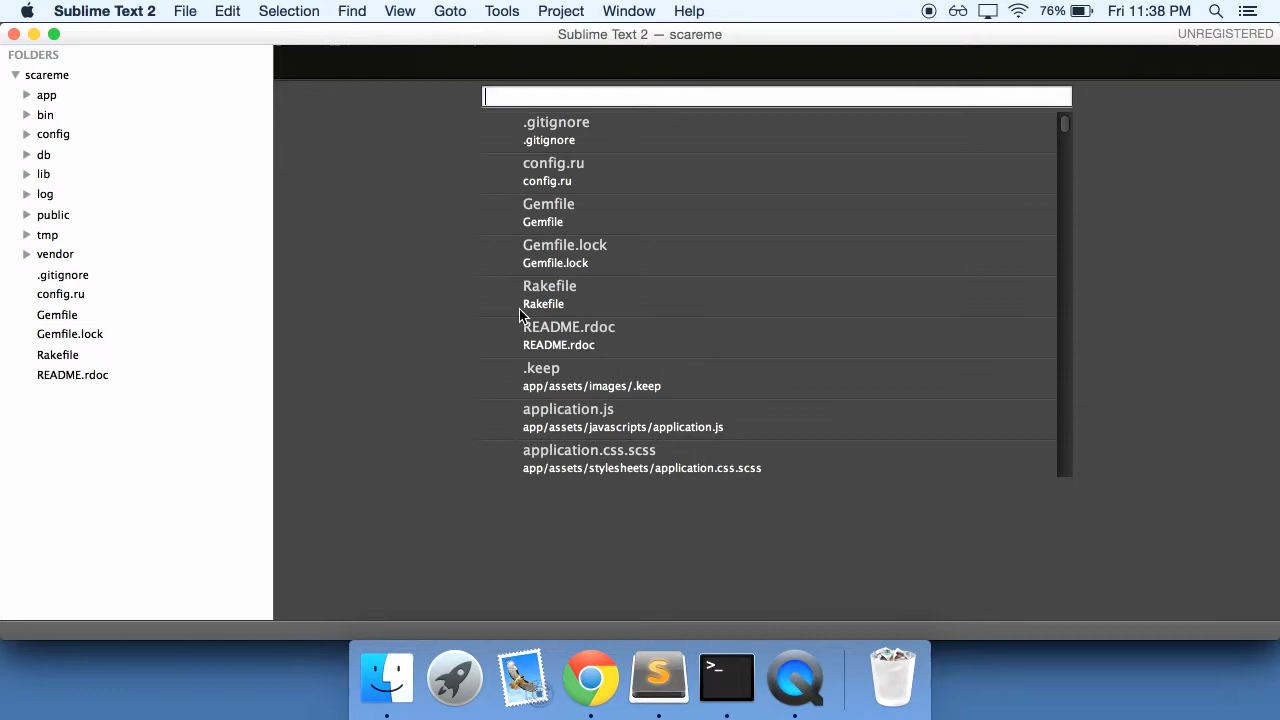 Sublime Text 2 File Edit Selection Find View Goto Tools Project Window Help 76% Fri 11:38 PM
Sublime Text 2 — scareme UNREGISTERED
FOLDERS
scareme
app
bin
config
db
lib
log
public
tmp
vendor
.gitignore
config.ru
Gemfile
Gemfile.lock
Rakefile
README.rdoc
.gitignore
.gitignore
config.ru
config.ru
Gemfile
Gemfile
Gemfile.lock
Gemfile.lock
Rakefile
Rakefile
README.rdoc
README.rdoc
.keep
app/assets/images/.keep
application.js
app/assets/javascripts/application.js
application.css.scss
app/assets/stylesheets/application.css.scss
>_